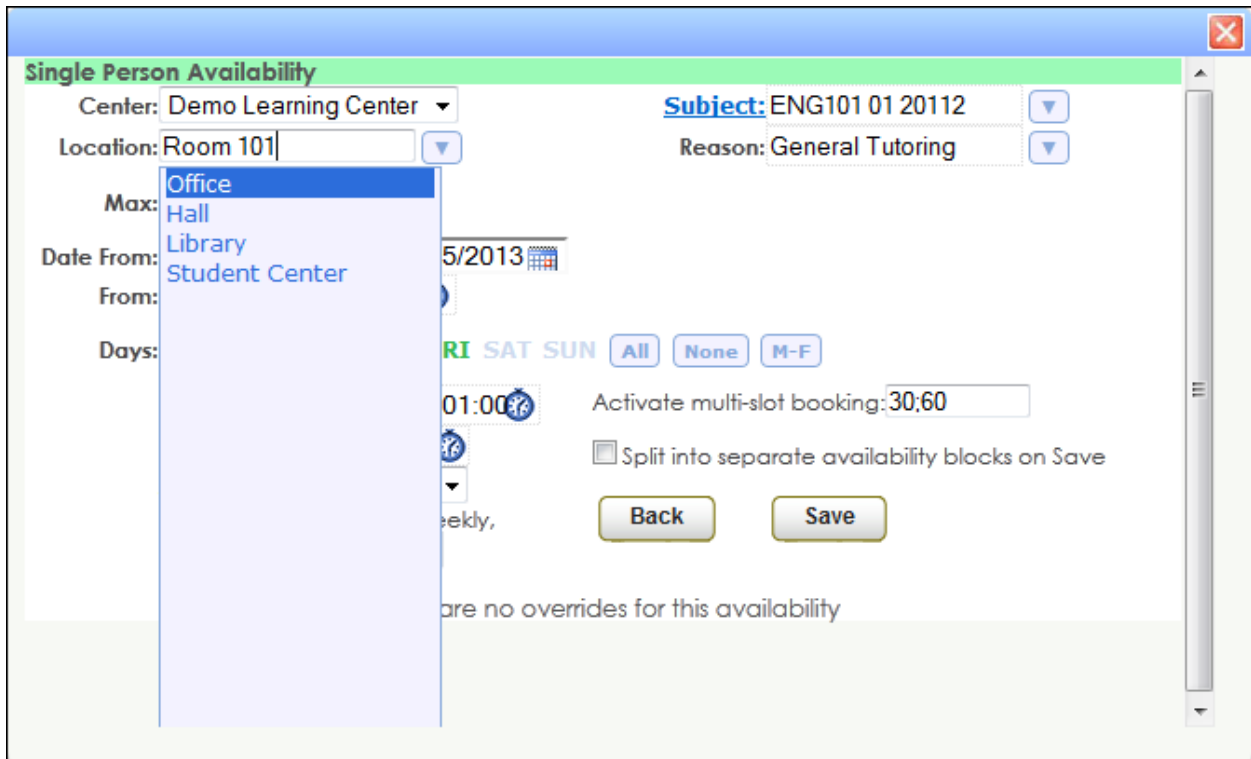 Single Person Availability
Center: Demo Learning Center Subject: ENG101 01 20112
Location: Room 101 Reason: General Tutoring
Office
Max:
Hall
Library
Date From: 5/2013
Student Center
From:
Days: RI SAT SUN All None M-F
01:00 Activate multi-slot booking: 30;60
Split into separate availability blocks on Save
eekly, Back Save
are no overrides for this availability